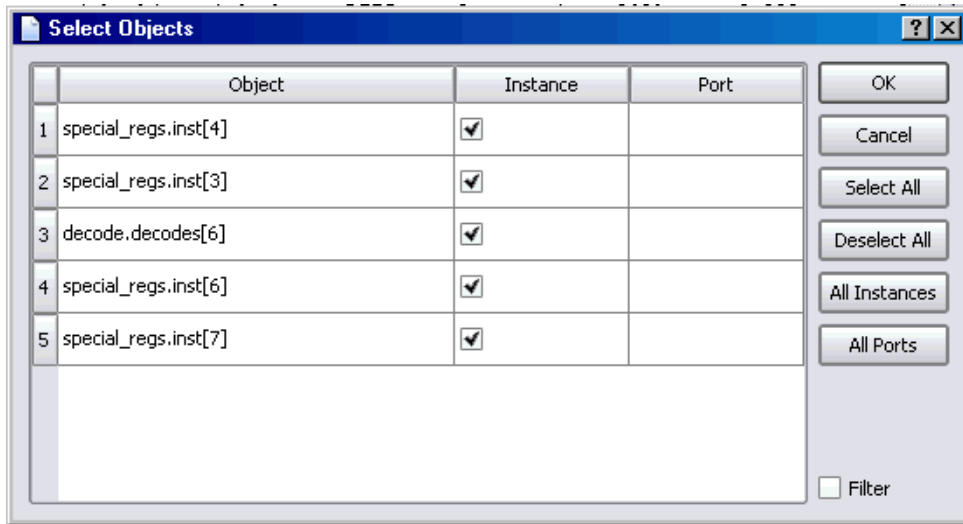 Select Objects
Object Instance Port
1 special_regs.inst[4]
2 special_regs.inst[3]
3 decode.decodes[6]
4 special_regs.inst[6]
5 special_regs.inst[7]
OK
Cancel
Select All
Deselect All
All Instances
All Ports
Filter